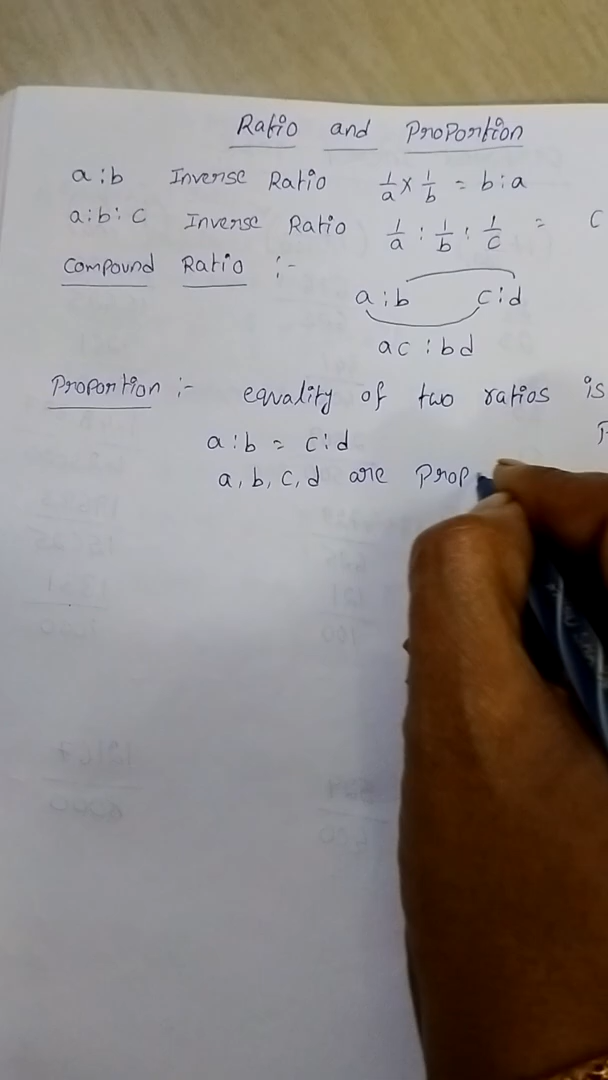 Ratio and Proportion
a:b Inverse Ratio 1/a × 1/b = b:a
a:b:c Inverse Ratio 1/a : 1/b : 1/c = c
Compound Ratio :-
a:b c:d
ac : bd
Proportion :- equality of two ratios is
a:b = c:d
a, b, c, d are Prop